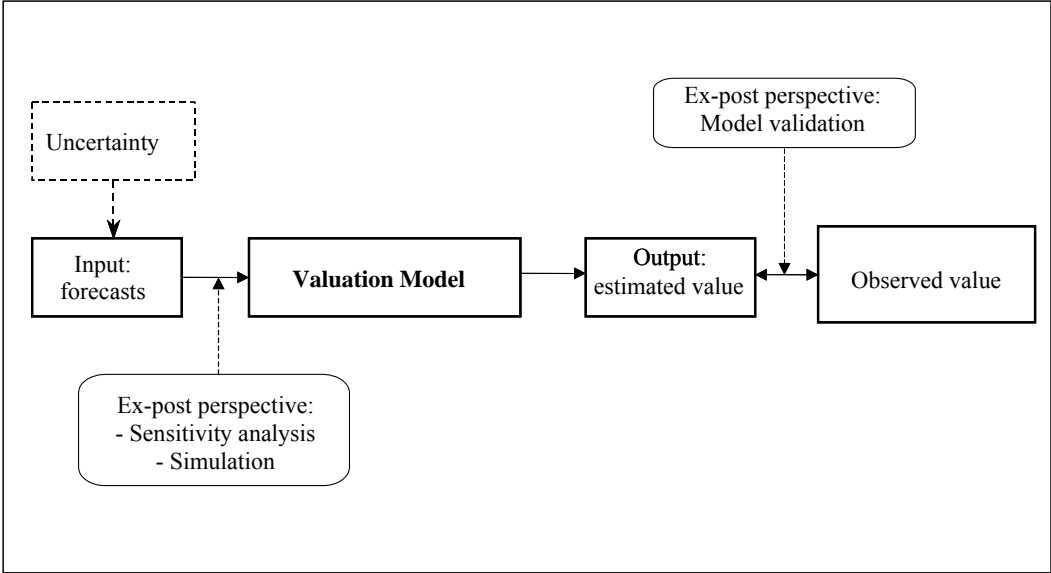 Ex-post perspective:
Model validation
Uncertainty
Input:
forecasts
Valuation Model
Output:
estimated value
Observed value
Ex-post perspective:
- Sensitivity analysis
- Simulation